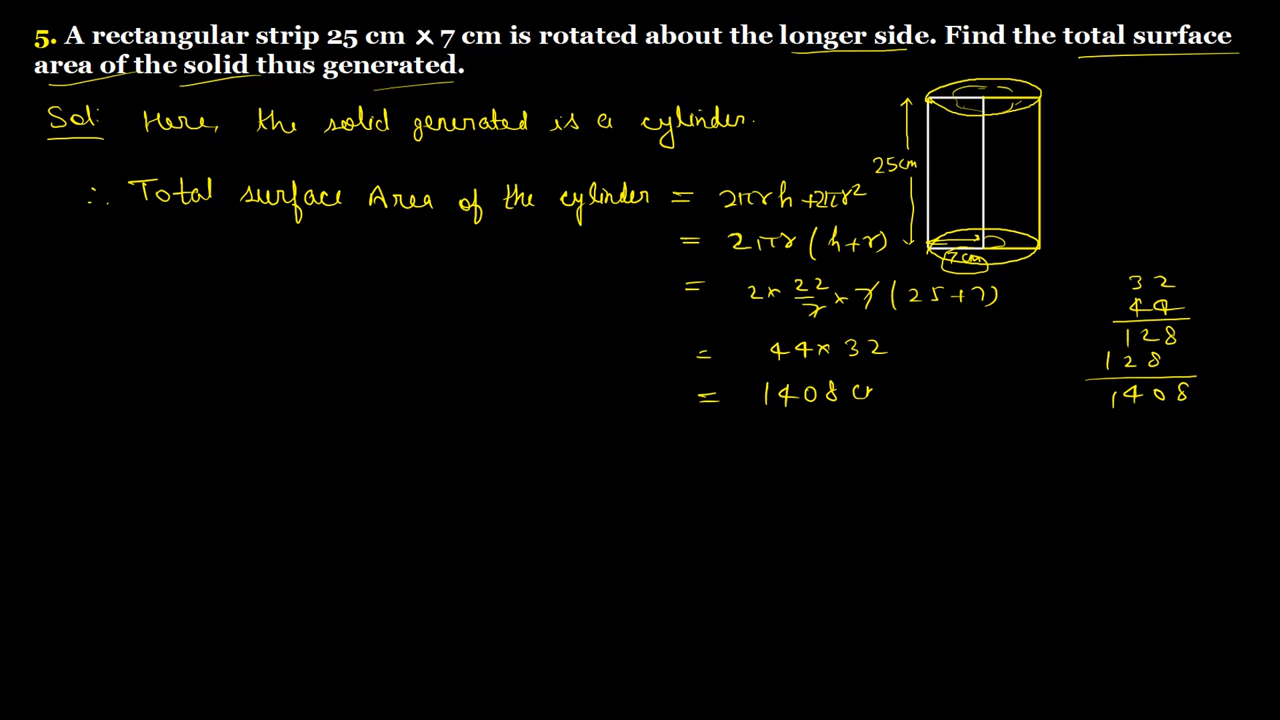 5. A rectangular strip 25 cm × 7 cm is rotated about the longer side. Find the total surface
area of the solid thus generated.
Sol: Here, the solid generated is a cylinder.
∴ Total surface Area of the cylinder = 2πrh+2πr²
= 2πr (h+r)
= 2× 22/7 × 7 (25+7)
= 44× 32
= 1408 c
25cm
7cm
32
44
128
128
1408